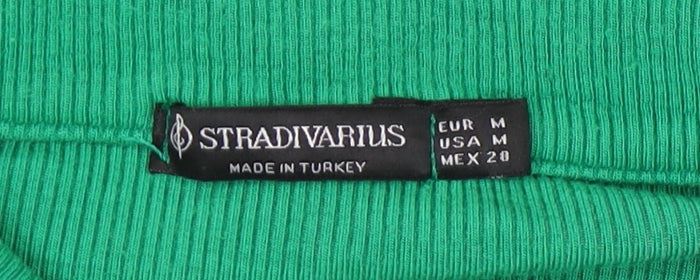 STRADIVARIUS
MADE IN TURKEY
EUR M
USA M
MEX 28